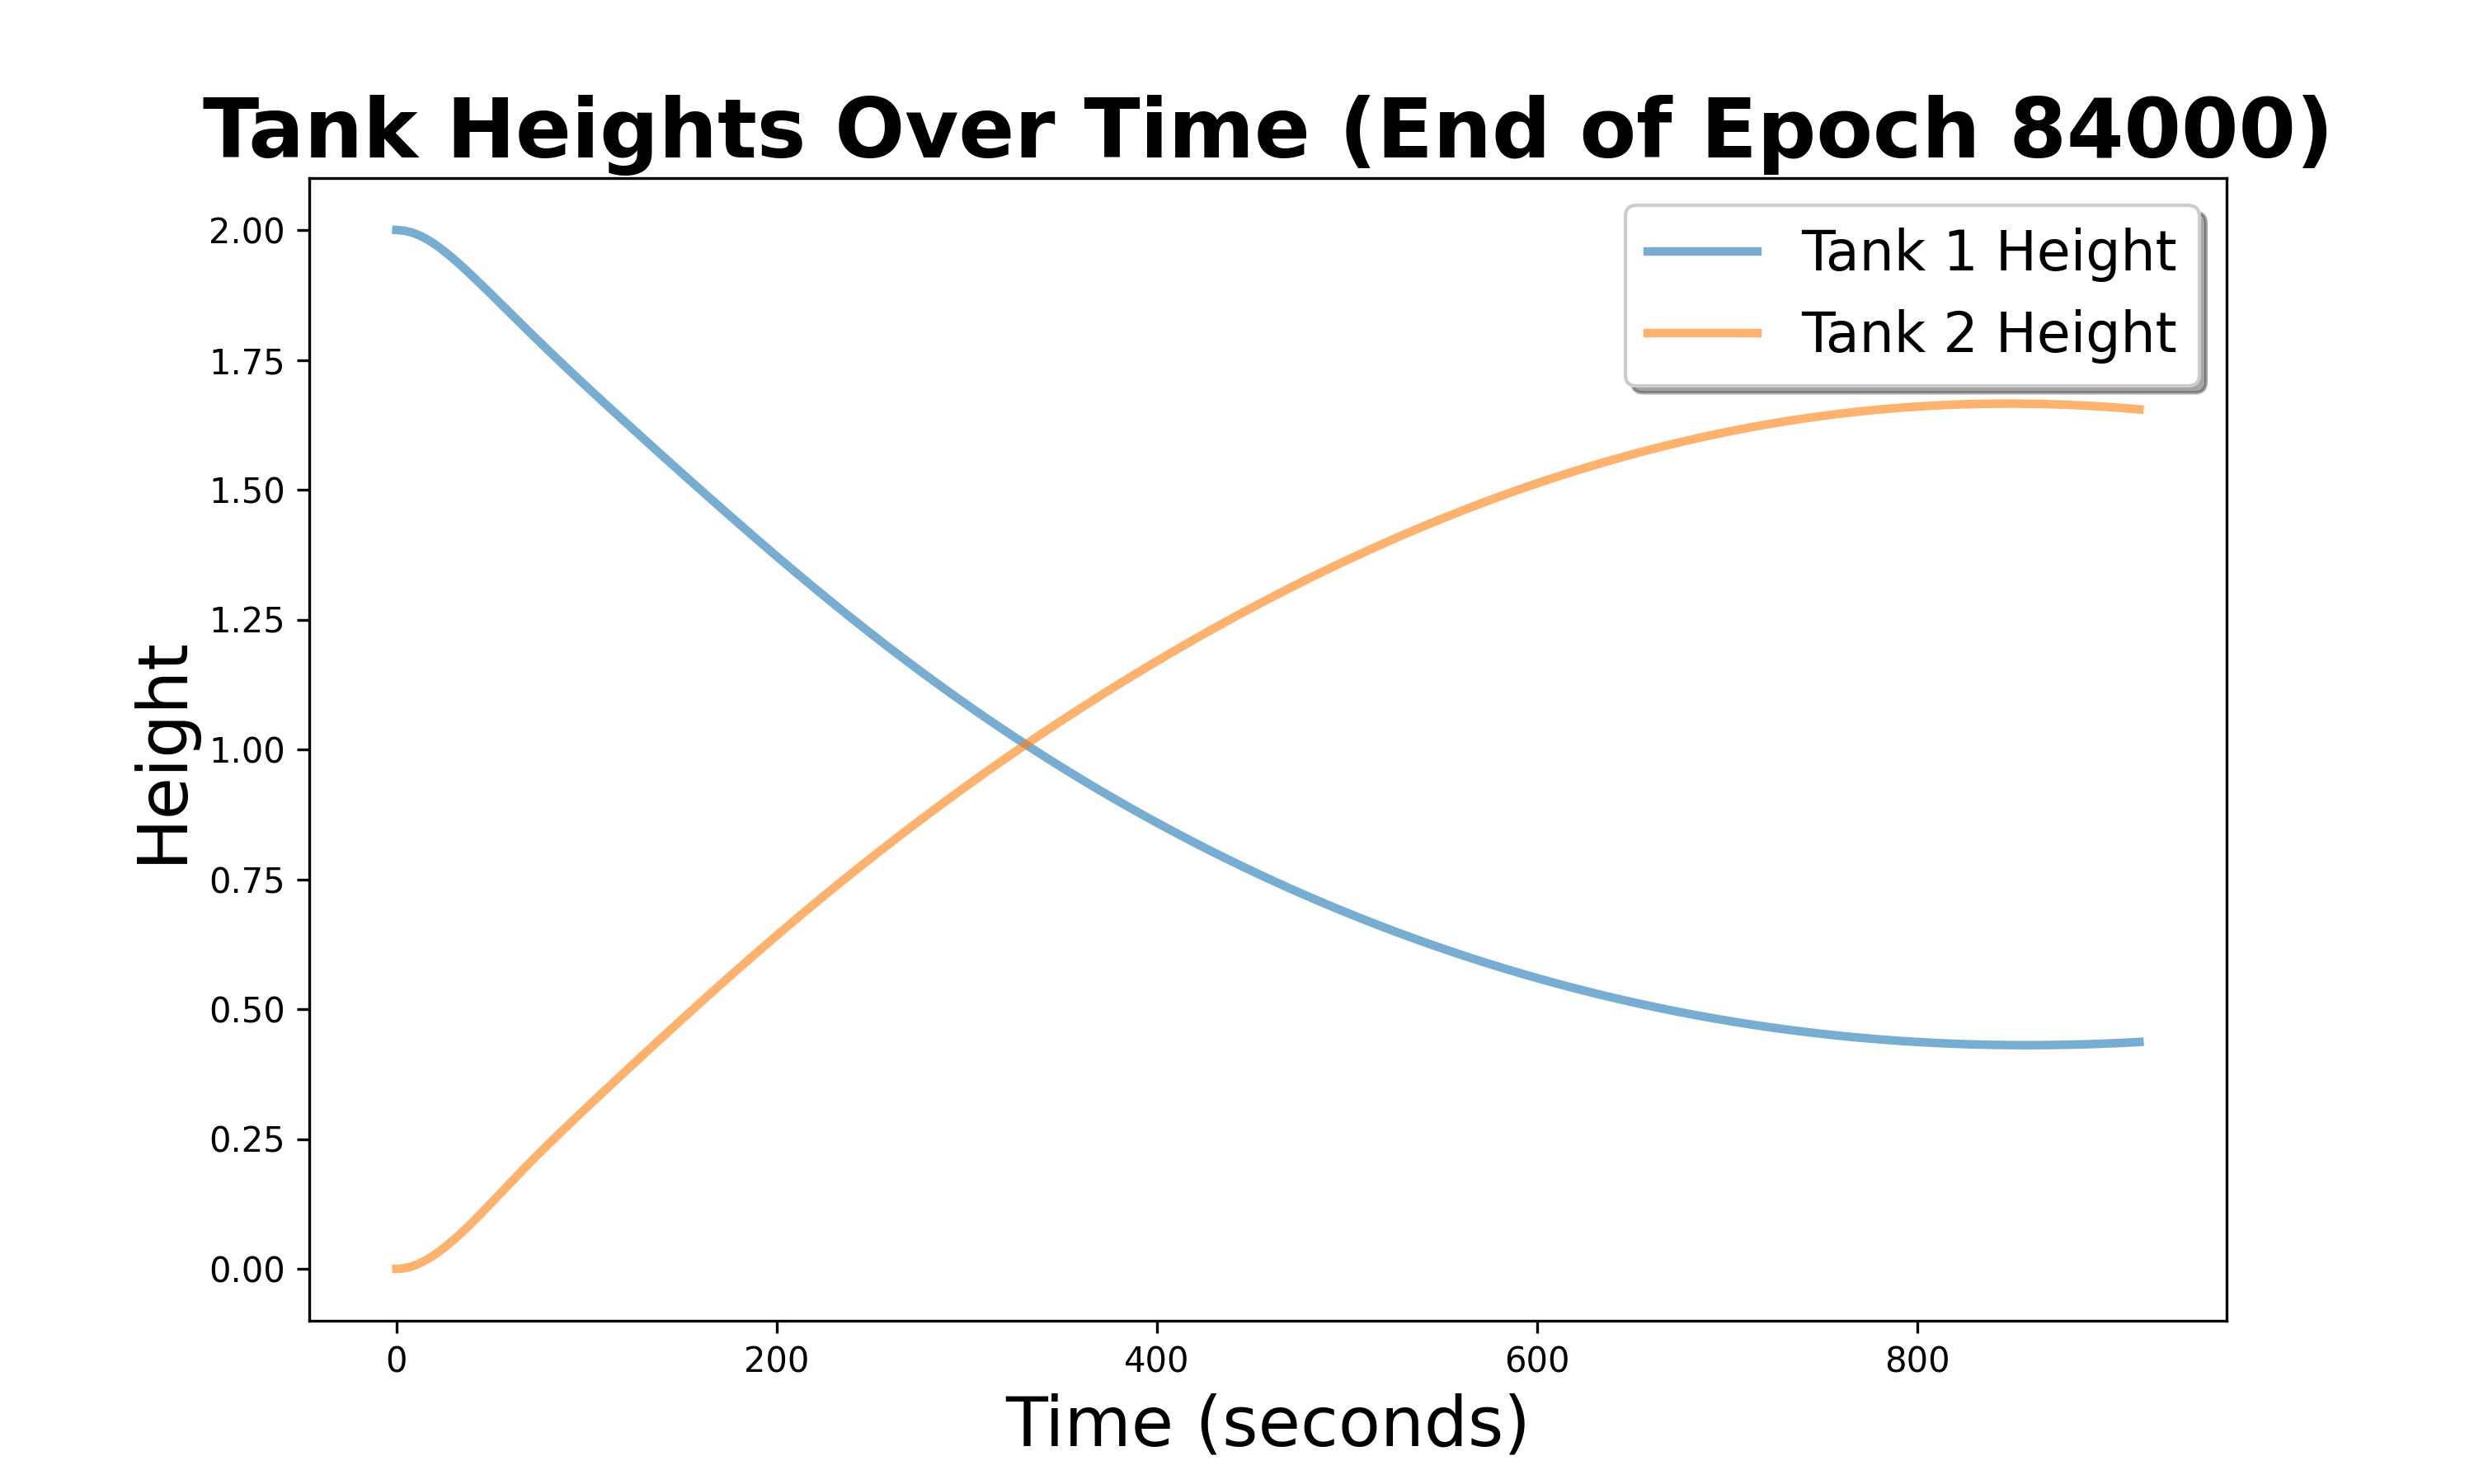 Tank Heights Over Time (End of Epoch 84000)
Tank 1 Height
Tank 2 Height
Height
2.00
1.75
1.50
1.25
1.00
0.75
0.50
0.25
0.00
0 200 400 600 800
Time (seconds)